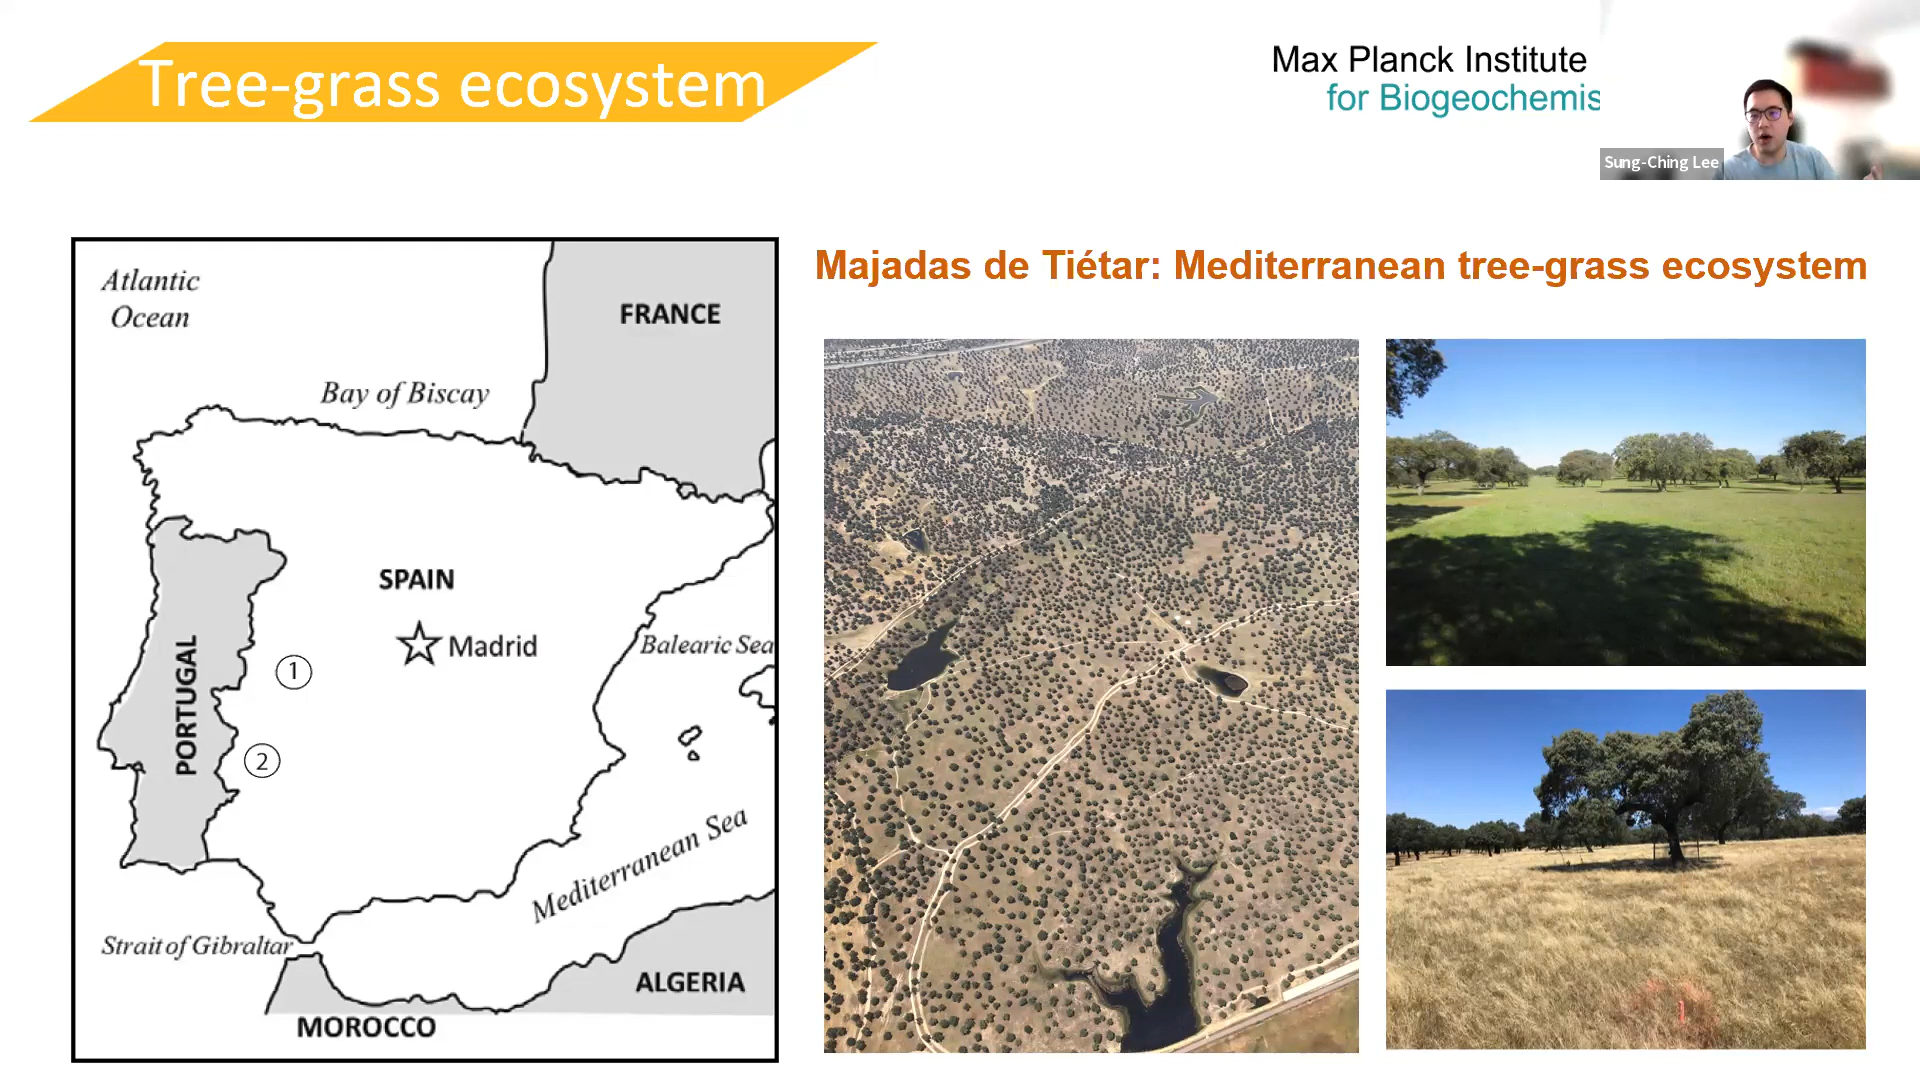 Tree-grass ecosystem
Max Planck Institute
for Biogeochemis
Sung-Ching Lee
Majadas de Tiétar: Mediterranean tree-grass ecosystem
Atlantic
Ocean
FRANCE
Bay of Biscay
SPAIN
Madrid
Balearic Sea
PORTUGAL
1
2
Mediterranean Sea
Strait of Gibraltar
ALGERIA
MOROCCO